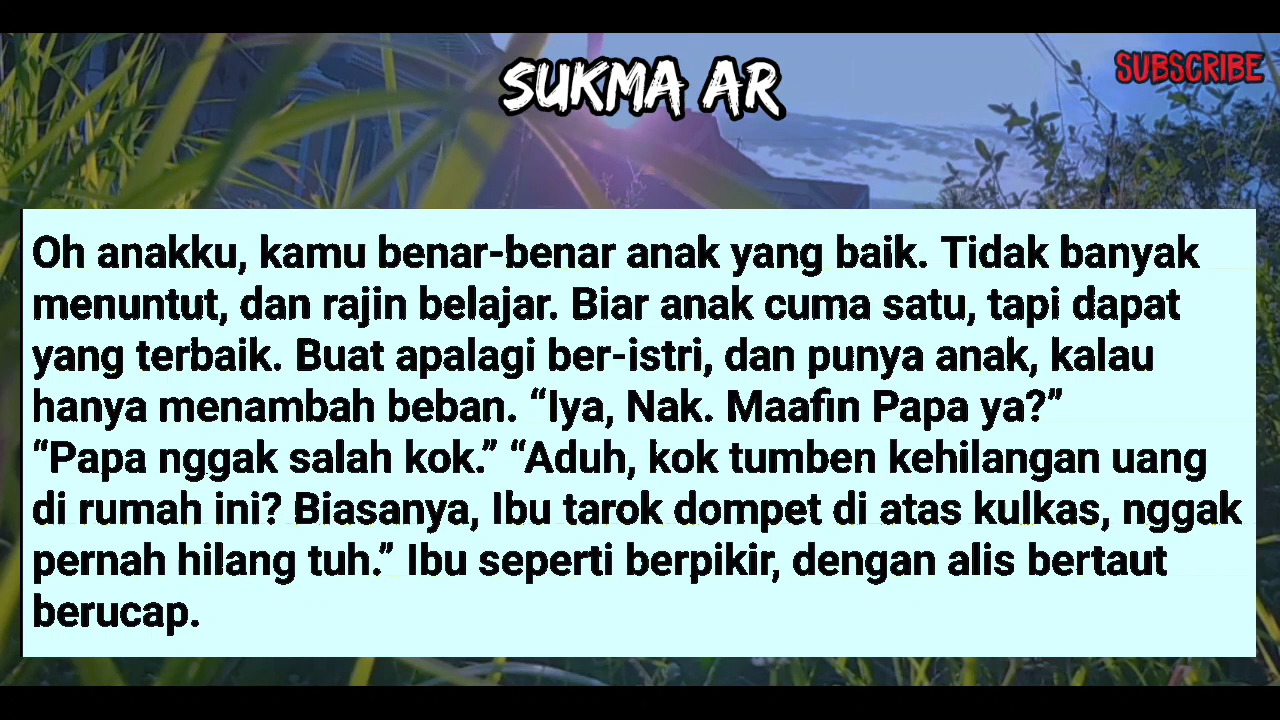 SUKMA AR
SUBSCRIBE
Oh anakku, kamu benar-benar anak yang baik. Tidak banyak
menuntut, dan rajin belajar. Biar anak cuma satu, tapi dapat
yang terbaik. Buat apalagi ber-istri, dan punya anak, kalau
hanya menambah beban. “Iya, Nak. Maafin Papa ya?”
“Papa nggak salah kok.” “Aduh, kok tumben kehilangan uang
di rumah ini? Biasanya, Ibu tarok dompet di atas kulkas, nggak
pernah hilang tuh.” Ibu seperti berpikir, dengan alis bertaut
berucap.